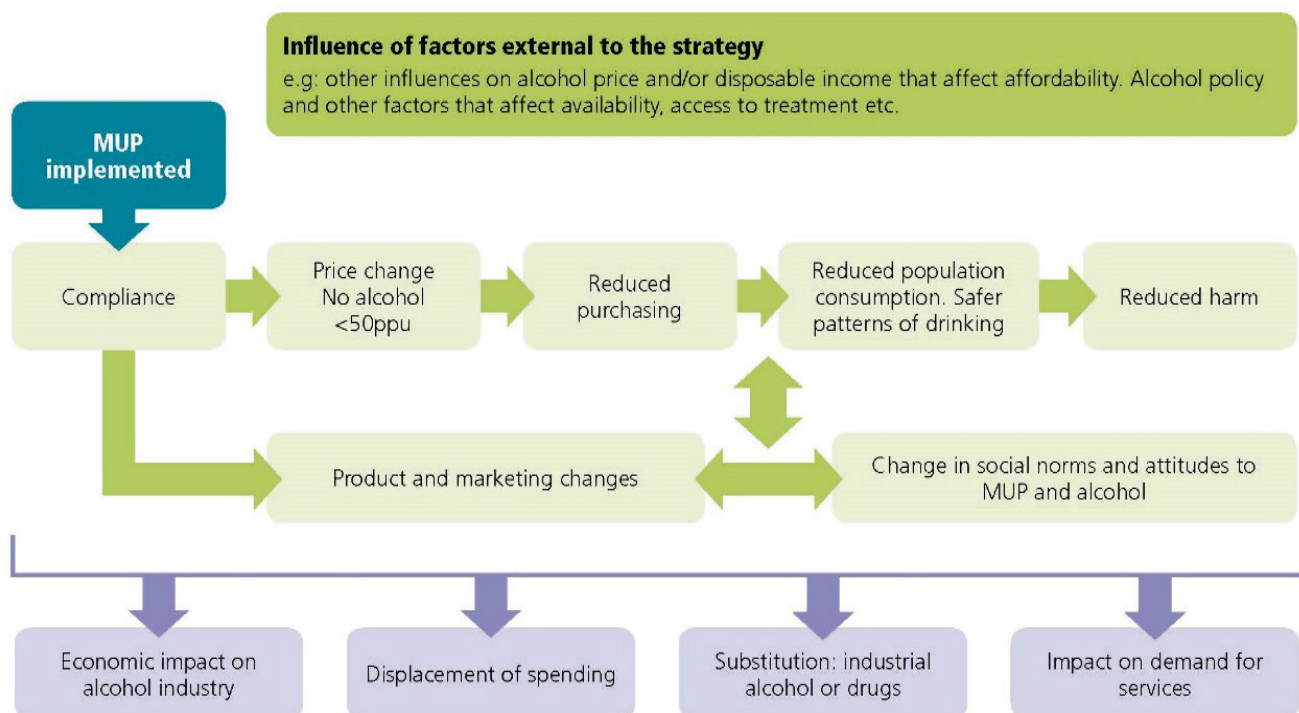 Influence of factors external to the strategy
e.g: other influences on alcohol price and/or disposable income that affect affordability. Alcohol policy
and other factors that affect availability, access to treatment etc.
MUP
implemented
Compliance
Price change
No alcohol
<50ppu
Reduced
purchasing
Reduced population
consumption. Safer
patterns of drinking
Reduced harm
Product and marketing changes
Change in social norms and attitudes to
MUP and alcohol
Economic impact on
alcohol industry
Displacement of spending
Substitution: industrial
alcohol or drugs
Impact on demand for
services